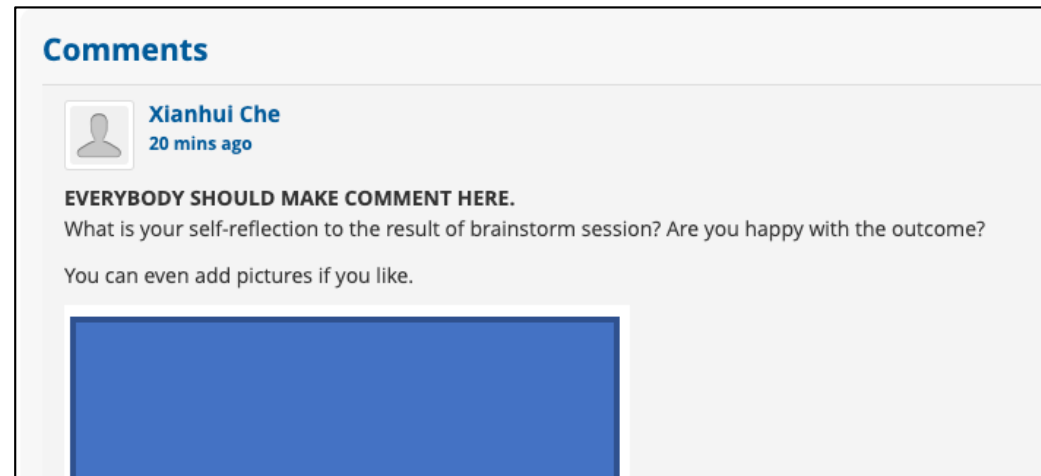 Comments
Xianhui Che
20 mins ago
EVERYBODY SHOULD MAKE COMMENT HERE.
What is your self-reflection to the result of brainstorm session? Are you happy with the outcome?
You can even add pictures if you like.